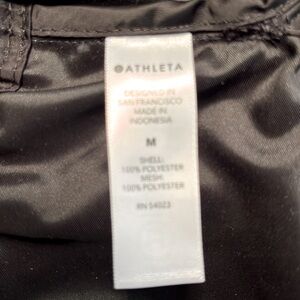 ATHLETA
DESIGNED IN
SAN FRANCISCO
MADE IN
INDONESIA
M
SHELL:
100% POLYESTER
MESH:
100% POLYESTER
RN 54023